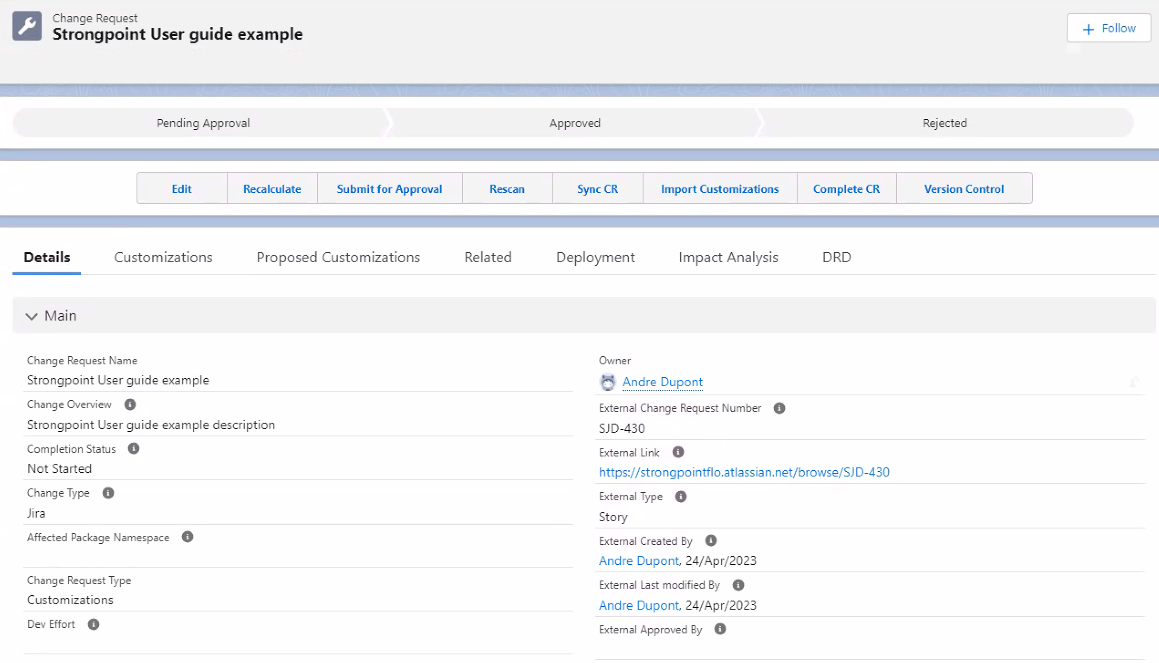 Change Request
Strongpoint User guide example
Follow
Pending Approval
Approved
Rejected
Edit
Recalculate
Submit for Approval
Rescan
Sync CR
Import Customizations
Complete CR
Version Control
Details
Customizations
Proposed Customizations
Related
Deployment
Impact Analysis
DRD
Main
Change Request Name
Strongpoint User guide example
Change Overview
Strongpoint User guide example description
Completion Status
Not Started
Change Type
Jira
Affected Package Namespace
Change Request Type
Customizations
Dev Effort
Owner
Andre Dupont
External Change Request Number
SJD-430
External Link
https://strongpointflo.atlassian.net/browse/SJD-430
External Type
Story
External Created By
Andre Dupont, 24/Apr/2023
External Last modified By
Andre Dupont, 24/Apr/2023
External Approved By